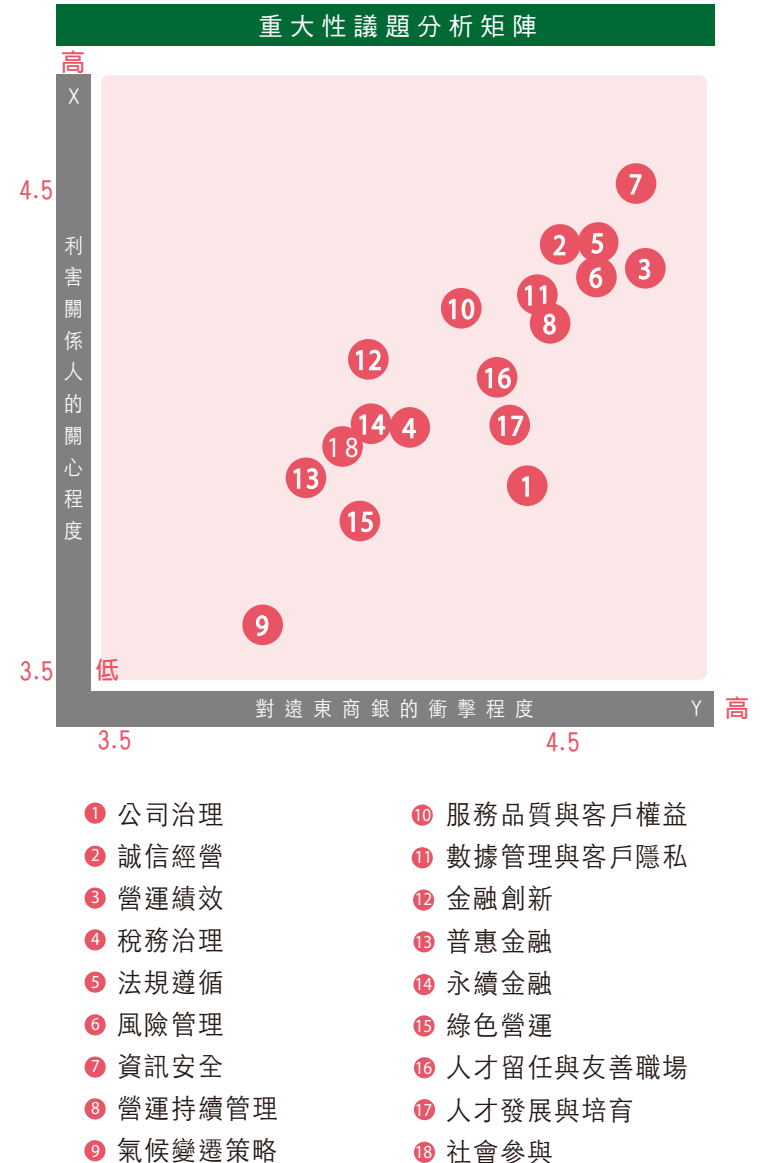 重大性議題分析矩陣
高
X
4.5
利害關係人的關心程度
7
2
5
6
3
11
10
8
12
16
14
4
17
18
13
1
15
9
3.5
低
對遠東商銀的衝擊程度
Y
高
3.5
4.5
1 公司治理
2 誠信經營
3 營運績效
4 稅務治理
5 法規遵循
6 風險管理
7 資訊安全
8 營運持續管理
9 氣候變遷策略
10 服務品質與客戶權益
11 數據管理與客戶隱私
12 金融創新
13 普惠金融
14 永續金融
15 綠色營運
16 人才留任與友善職場
17 人才發展與培育
18 社會參與